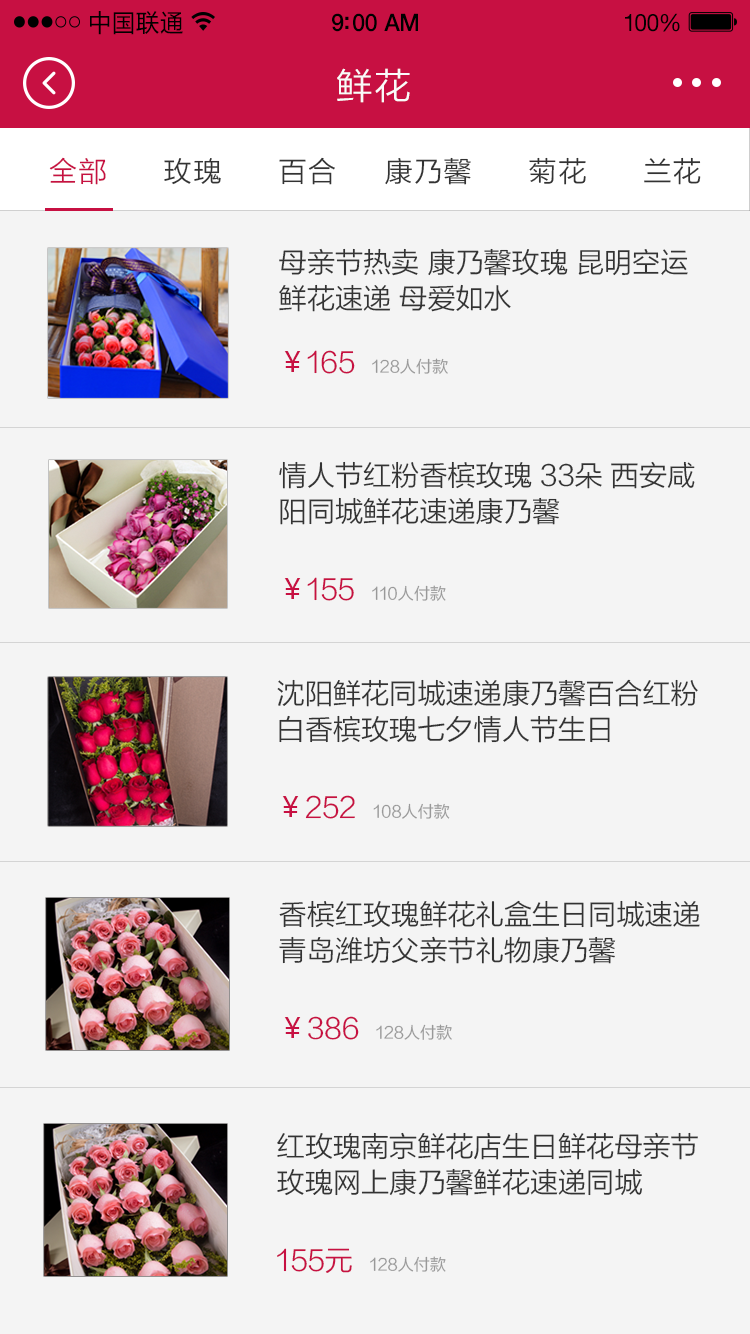 中国联通 9:00 AM 100%
鲜花
全部 玫瑰 百合 康乃馨 菊花 兰花
母亲节热卖 康乃馨玫瑰 昆明空运
鲜花速递 母爱如水
¥165 128人付款
情人节红粉香槟玫瑰 33朵 西安咸
阳同城鲜花速递康乃馨
¥155 110人付款
沈阳鲜花同城速递康乃馨百合红粉
白香槟玫瑰七夕情人节生日
¥252 108人付款
香槟红玫瑰鲜花礼盒生日同城速递
青岛潍坊父亲节礼物康乃馨
¥386 128人付款
红玫瑰南京鲜花店生日鲜花母亲节
玫瑰网上康乃馨鲜花速递同城
155元 128人付款